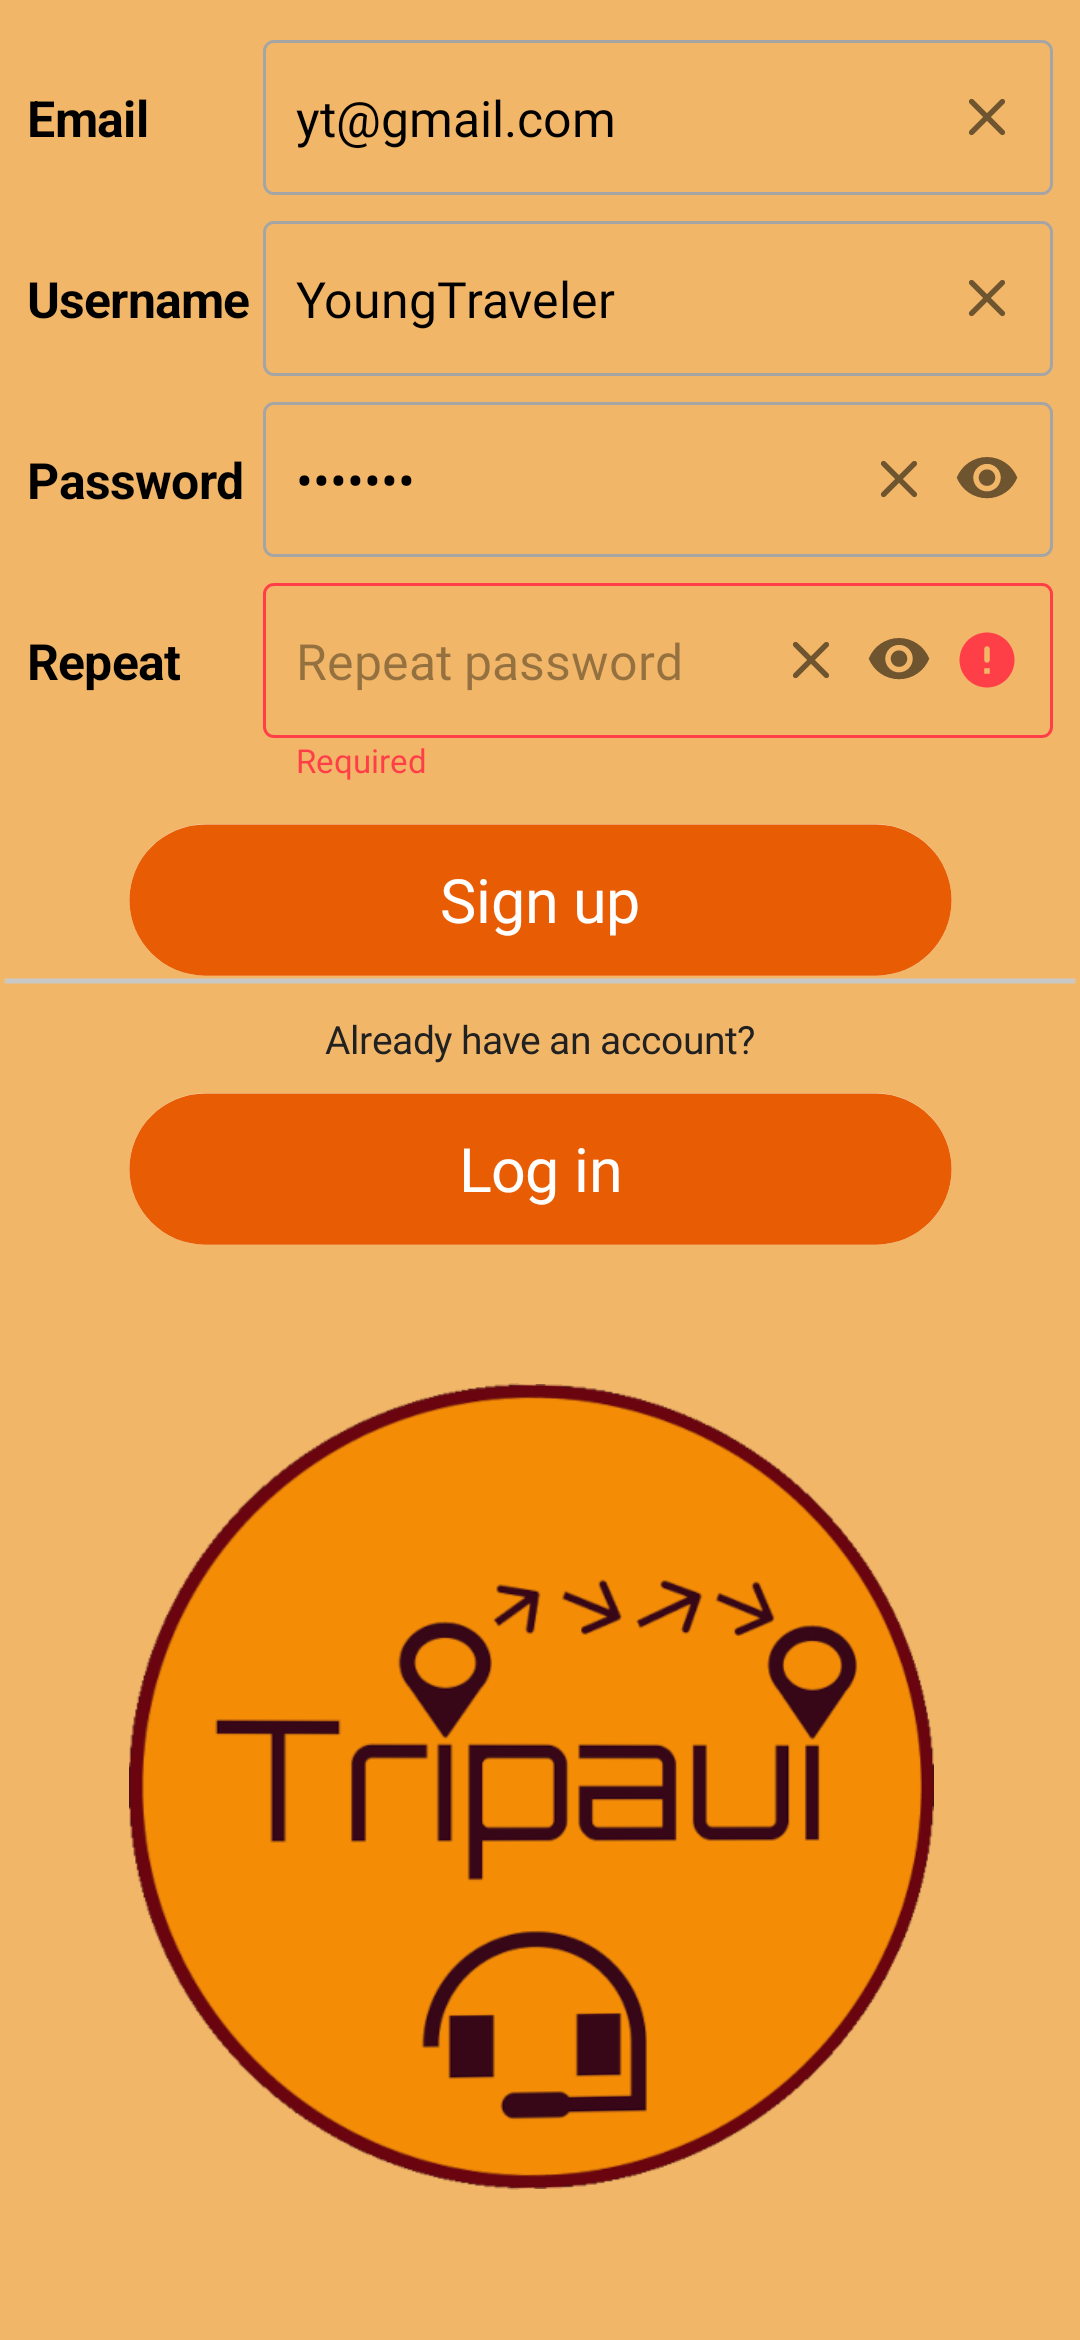 Email
yt@gmail.com
Username
YoungTraveler
Password
•••••••
Repeat
Repeat password
Required
Sign up
Already have an account?
Log in
Tripaui